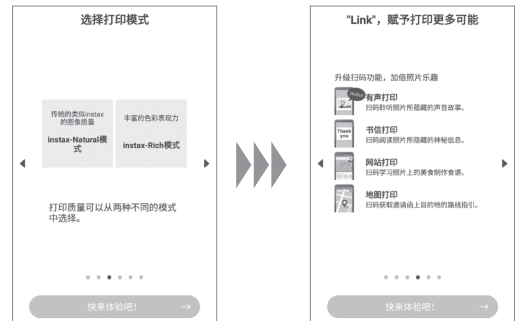 选择打印模式
传统的类似instax
的图像质量
instax-Natural模
式
丰富的色彩表现力
instax-Rich模式
打印质量可以从两种不同的模式
中选择。
快来体验吧！
"Link"，赋予打印更多可能
升级扫码功能，加倍照片乐趣
Hello!
有声打印
扫码聆听照片所蕴藏的声音故事。
Thank
you
书信打印
扫码阅读照片所隐藏的神秘信息。
网站打印
扫码学习照片上的美食制作食谱。
地图打印
扫码获取邀请函上目的地的路线指引。
快来体验吧！